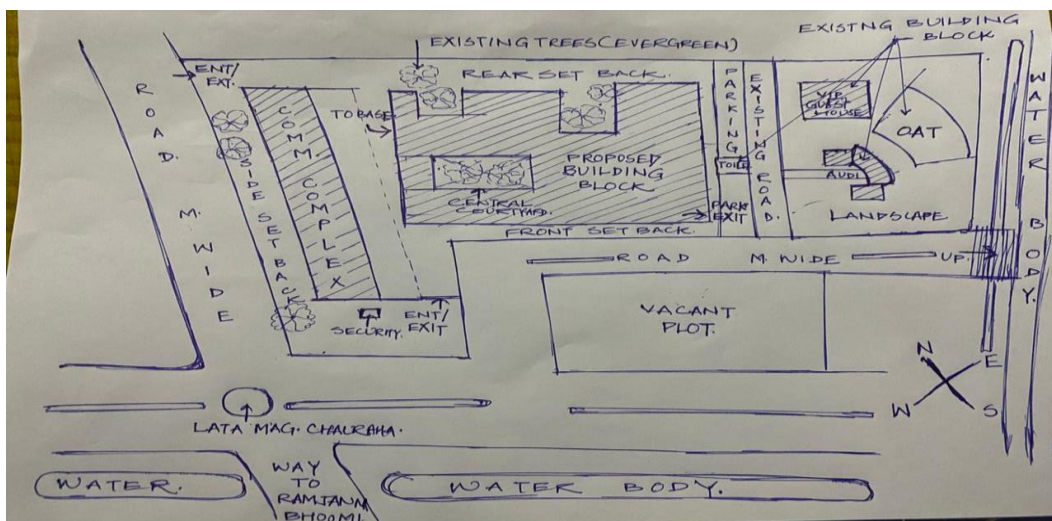 EXISTNG BUILDING
BLOCK
EXISTING TREES(EVERGREEN)
ENT/
EXT.
REAR SET BACK.
TO BASE.
PARKING
EXISTING ROAD.
VIP
GUEST
HOUSE
OAT
WATER BODY.
ROAD. M. WIDE
SIDE SETBACK
COMM COMPLEX
PROPOSED
BUILDING
BLOCK
TOILET
AUDI.
CENTRAL
COURTYARD.
PARK
EXIT
LANDSCAPE
FRONT SET BACK.
ROAD M. WIDE
UP.
SECURITY.
ENT/
EXIT
VACANT
PLOT.
N
E
W
S
LATA MAG. CHAURAHA.
WATER.
WAY
TO
RAMJANM
BHOOMI.
WATER BODY.